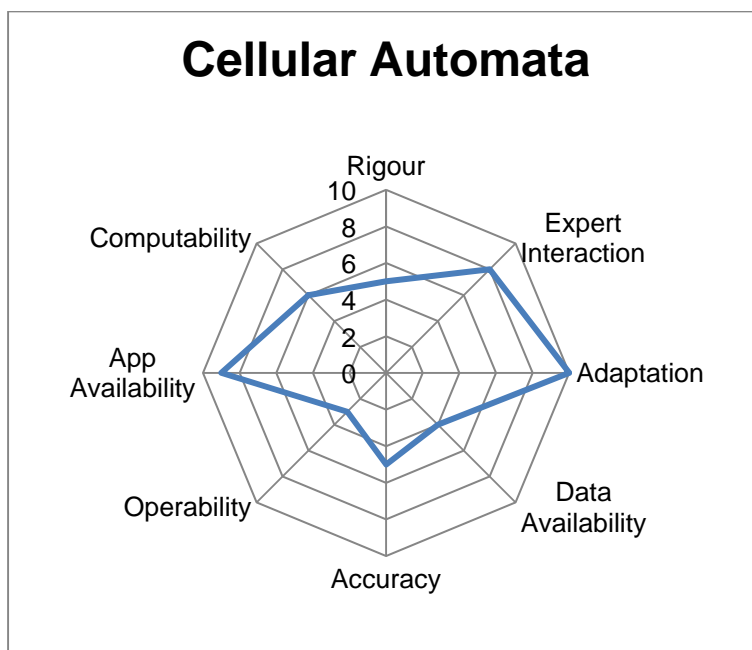 Cellular Automata
Rigour
10
8
6
4
2
0
Expert
Interaction
Adaptation
Data
Availability
Accuracy
Operability
App
Availability
Computability